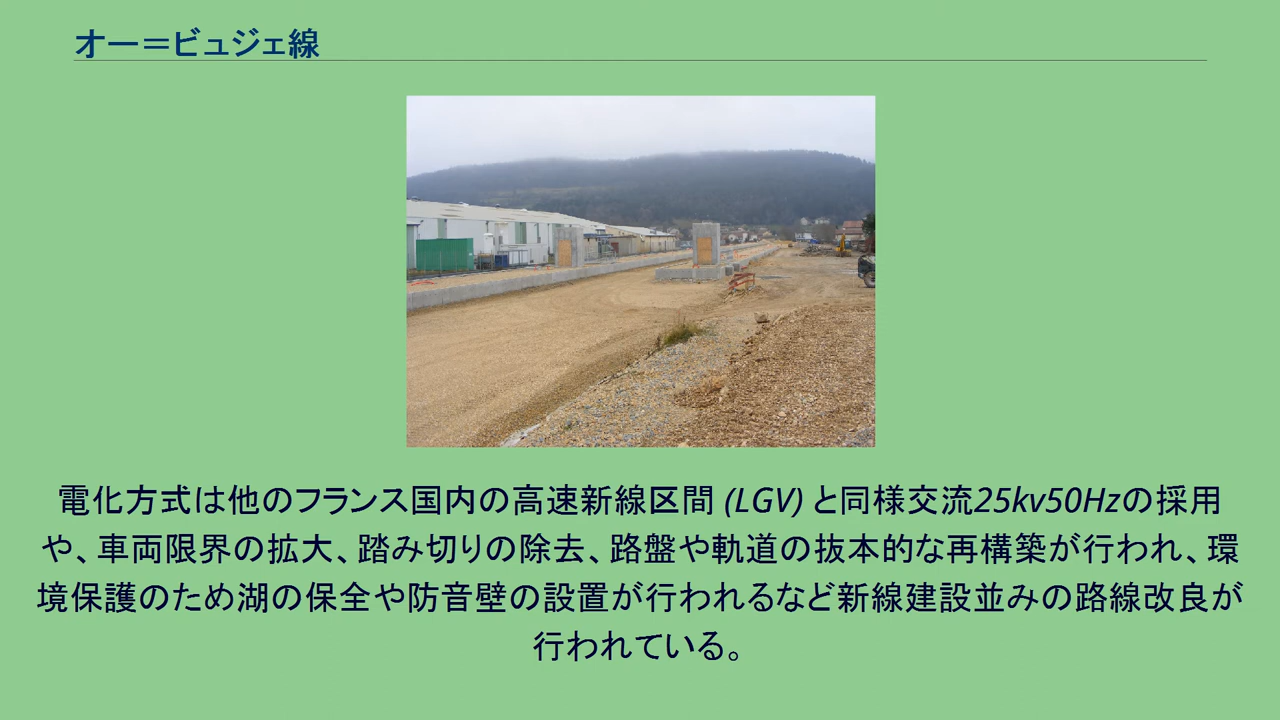 オー＝ビュジェ線
電化方式は他のフランス国内の高速新線区間 (LGV) と同様交流25kv50Hzの採用
や、車両限界の拡大、踏み切りの除去、路盤や軌道の抜本的な再構築が行われ、環
境保護のため湖の保全や防音壁の設置が行われるなど新線建設並みの路線改良が
行われている。